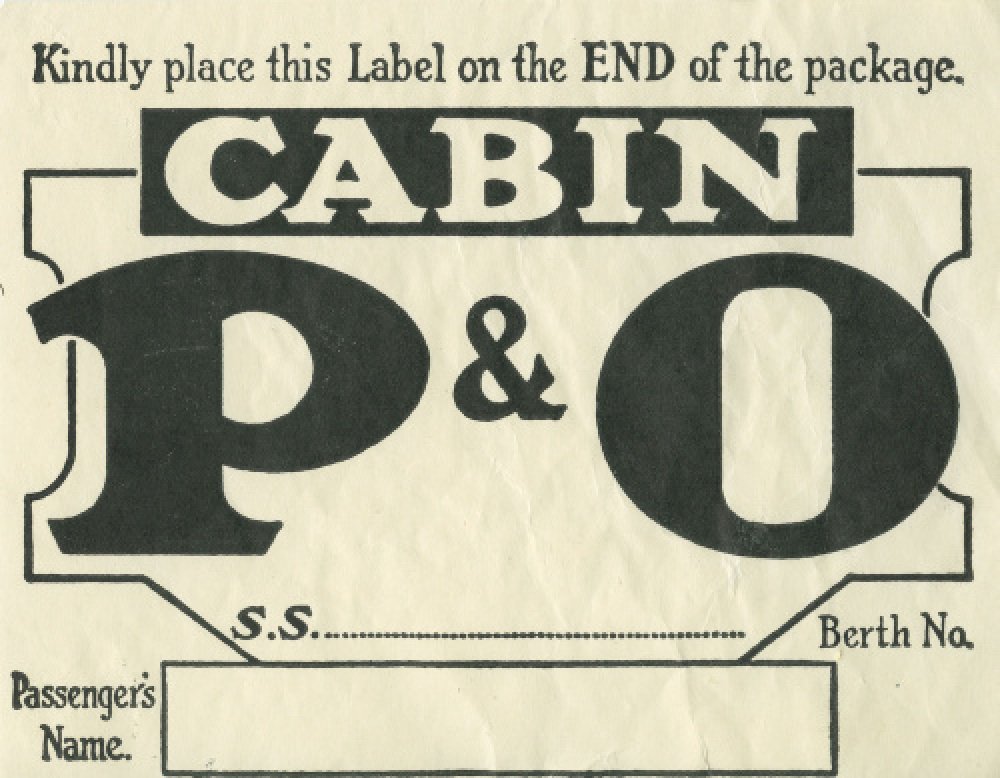 Kindly place this Label on the END of the package.
CABIN
P & O
S.S.
Berth No.
Passenger's
Name.